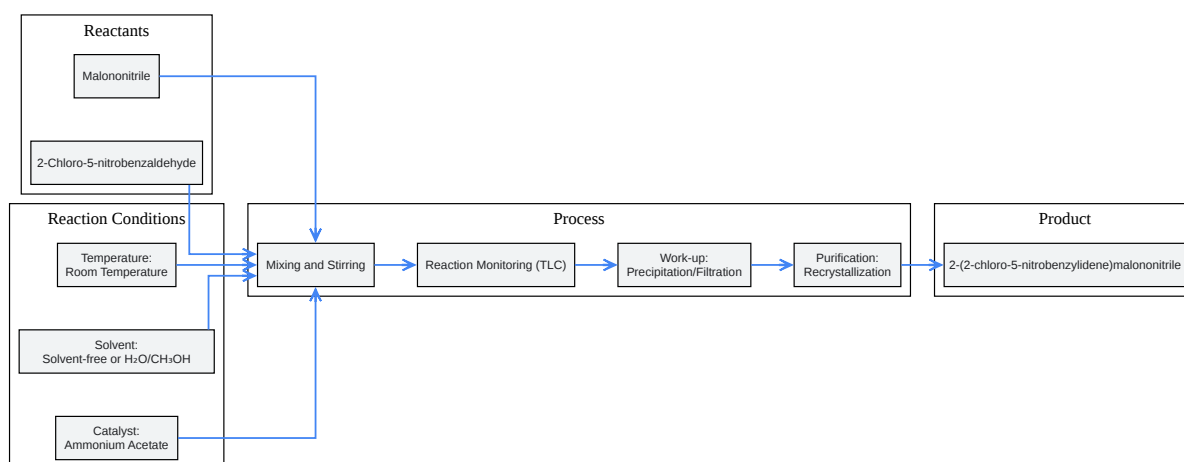 Reactants
Malononitrile
2-Chloro-5-nitrobenzaldehyde
Reaction Conditions
Temperature:
Room Temperature
Solvent:
Solvent-free or H₂O/CH₃OH
Catalyst:
Ammonium Acetate
Process
Mixing and Stirring
Reaction Monitoring (TLC)
Work-up:
Precipitation/Filtration
Purification:
Recrystallization
Product
2-(2-chloro-5-nitrobenzylidene)malononitrile